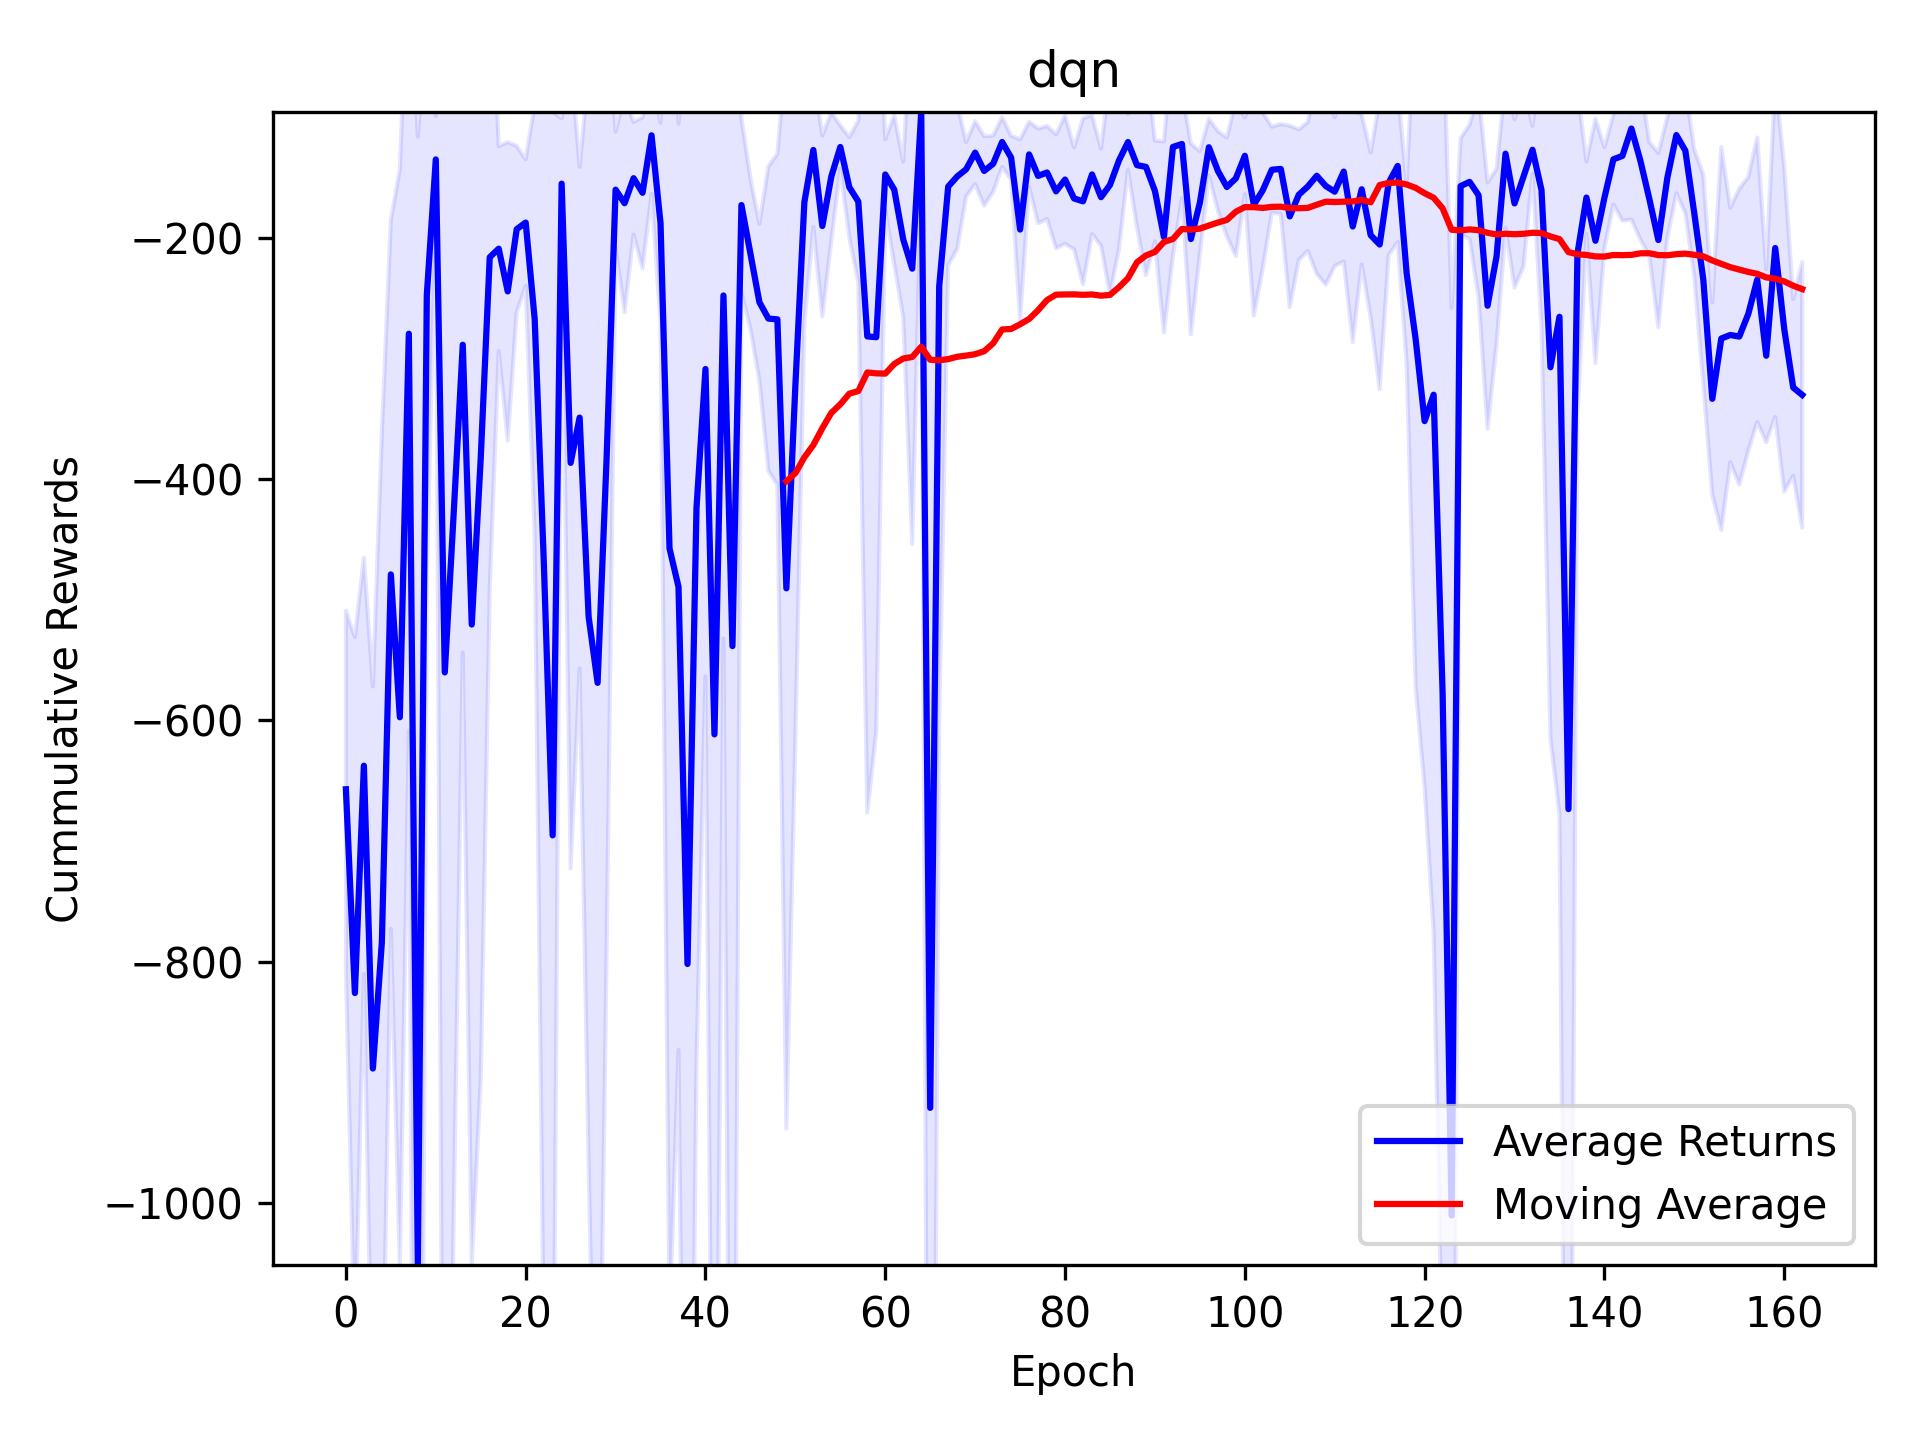 dqn
Cummulative Rewards
−200
−400
−600
−800
−1000
0 20 40 60 80 100 120 140 160
Epoch
Average Returns
Moving Average